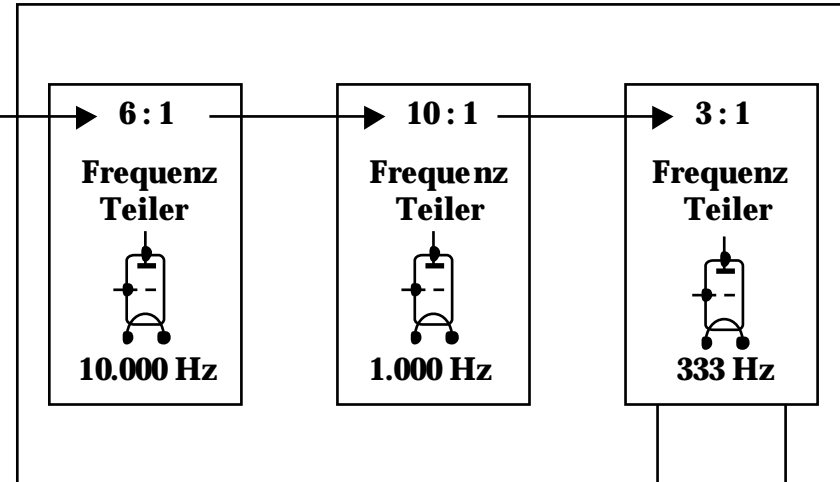 6 : 1
Frequenz
Teiler
10.000 Hz
10 : 1
Frequenz
Teiler
1.000 Hz
3 : 1
Frequenz
Teiler
333 Hz